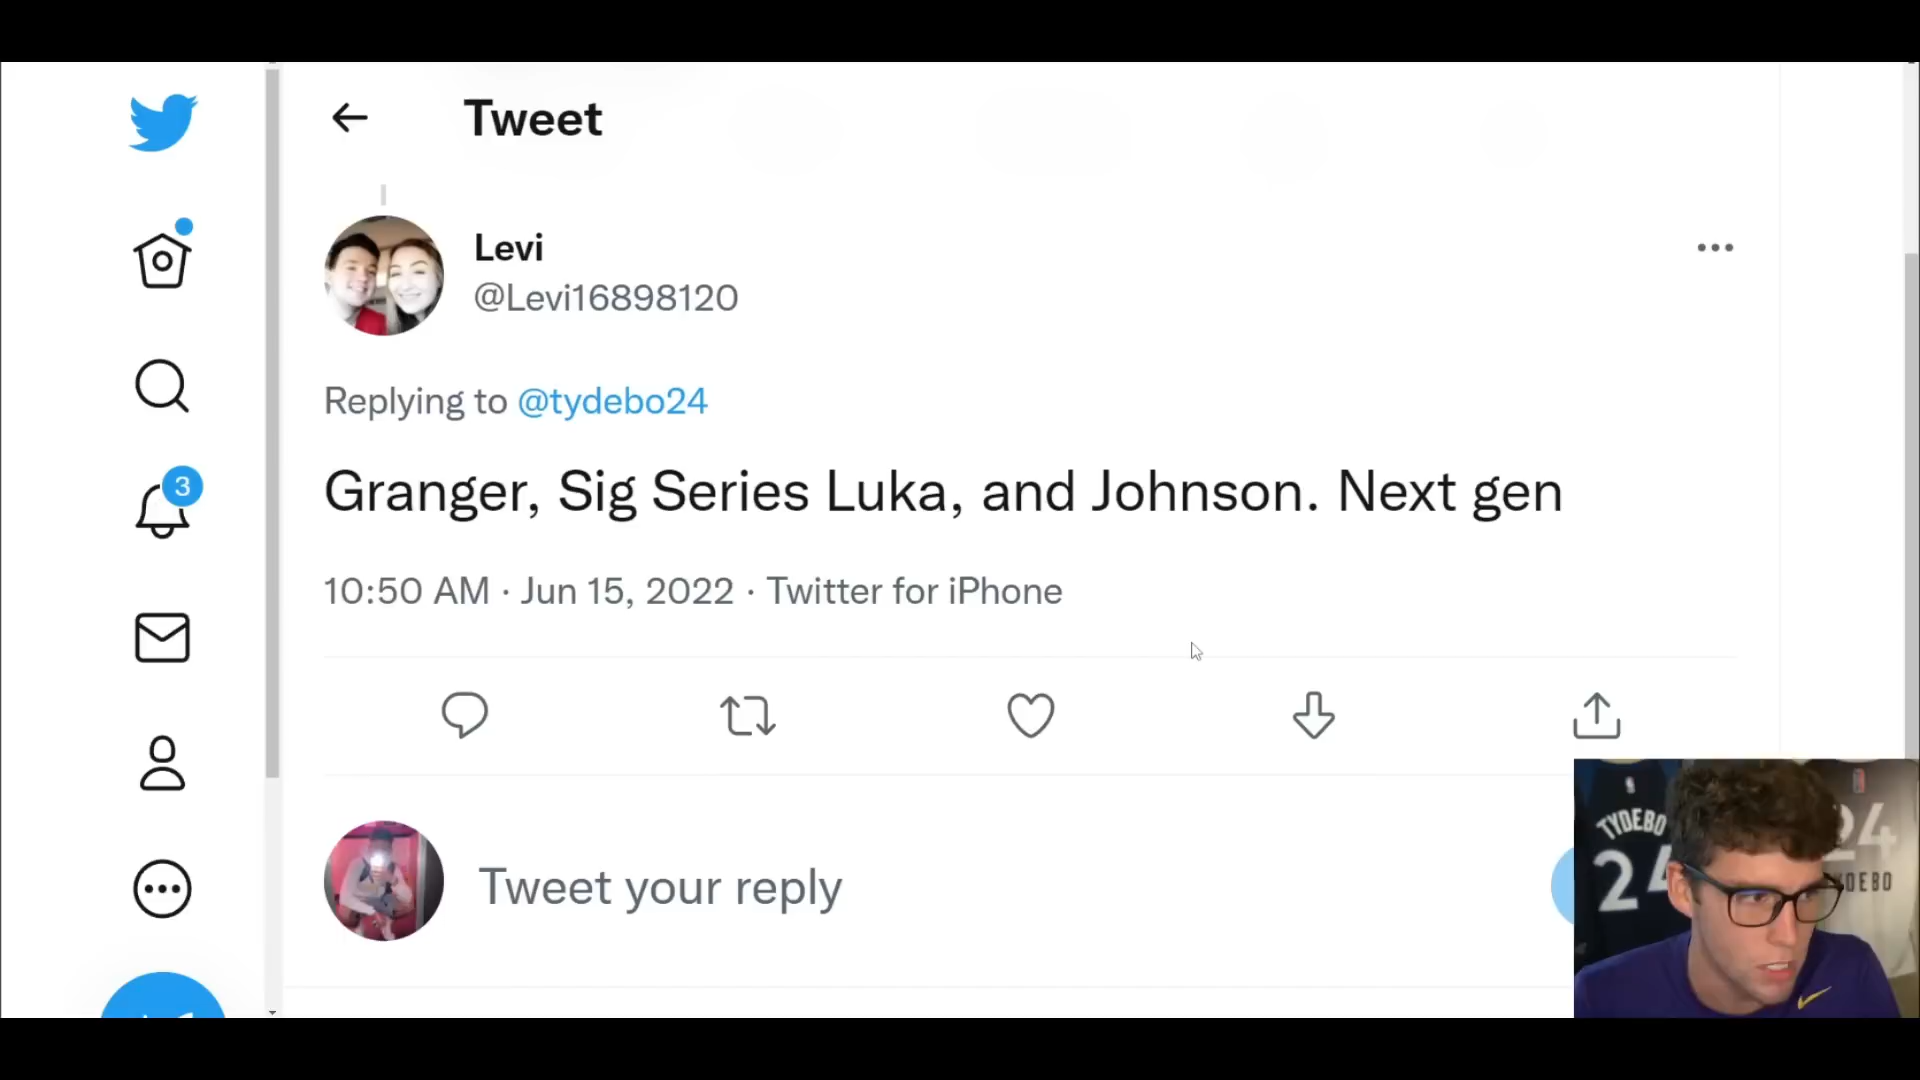 Tweet
Levi
@Levi16898120
Replying to @tydebo24
Granger, Sig Series Luka, and Johnson. Next gen
10:50 AM · Jun 15, 2022 · Twitter for iPhone
3
Tweet your reply
TYDEBO
24
24